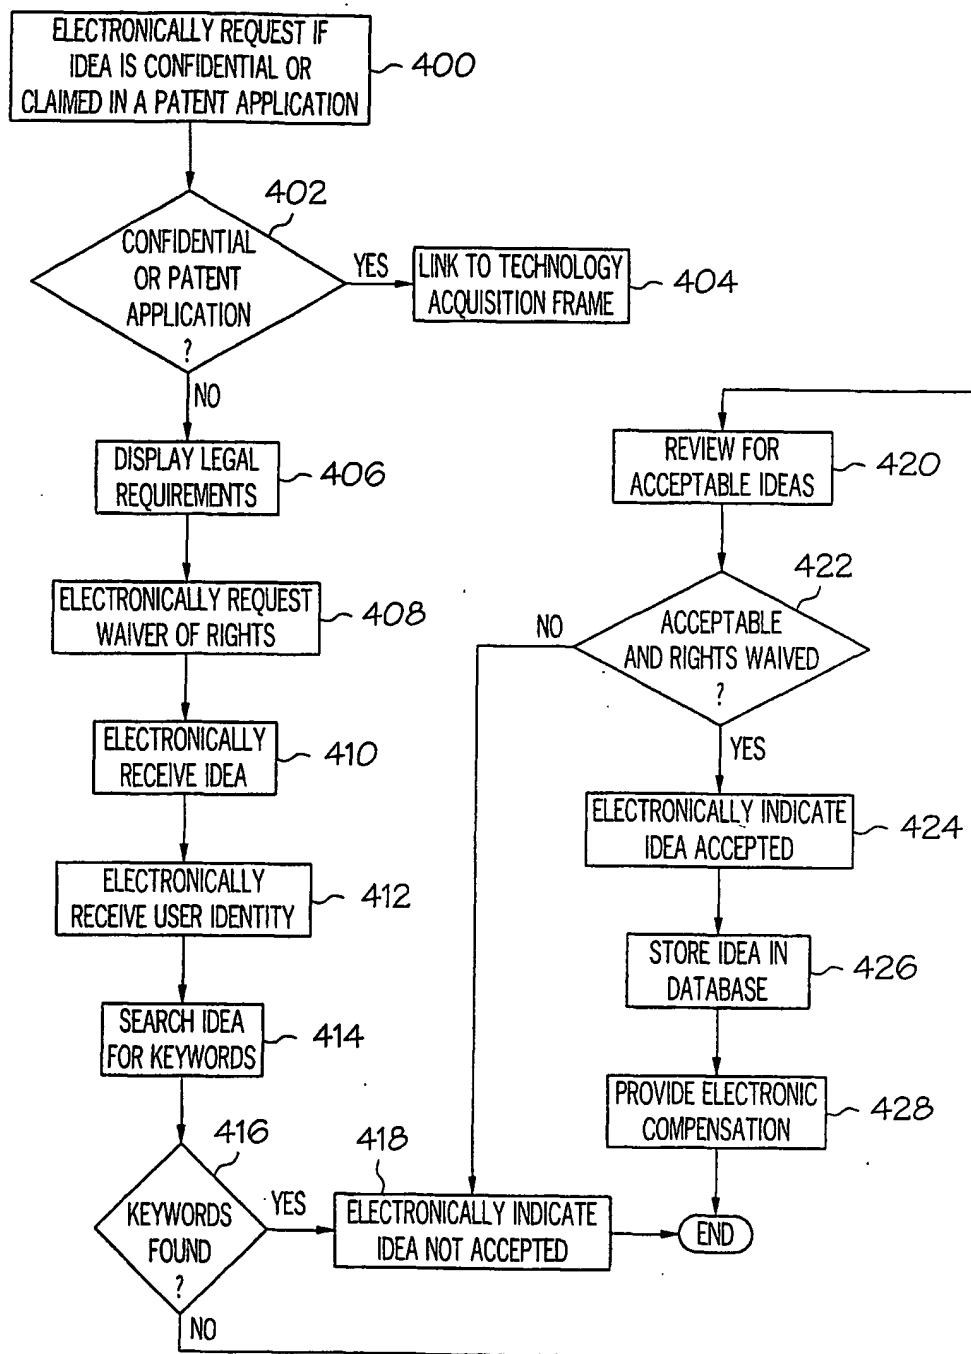 ELECTRONICALLY REQUEST IF
IDEA IS CONFIDENTIAL OR
CLAIMED IN A PATENT APPLICATION
400
402
CONFIDENTIAL
OR PATENT
APPLICATION
?
YES
LINK TO TECHNOLOGY
ACQUISITION FRAME
404
NO
DISPLAY LEGAL
REQUIREMENTS
406
ELECTRONICALLY REQUEST
WAIVER OF RIGHTS
408
ELECTRONICALLY
RECEIVE IDEA
410
ELECTRONICALLY
RECEIVE USER IDENTITY
412
SEARCH IDEA
FOR KEYWORDS
414
416
KEYWORDS
FOUND
?
YES
NO
418
ELECTRONICALLY INDICATE
IDEA NOT ACCEPTED
REVIEW FOR
ACCEPTABLE IDEAS
420
422
ACCEPTABLE
AND RIGHTS WAIVED
?
NO
YES
ELECTRONICALLY INDICATE
IDEA ACCEPTED
424
STORE IDEA IN
DATABASE
426
PROVIDE ELECTRONIC
COMPENSATION
428
END